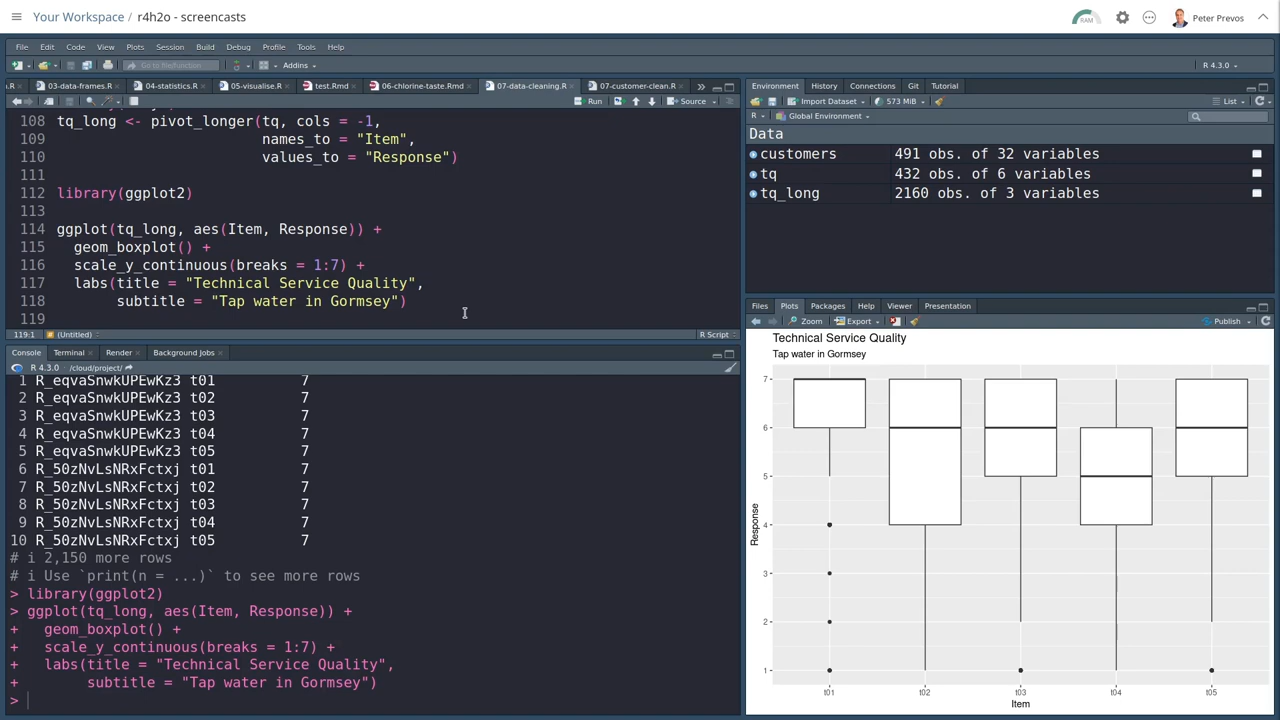 Your Workspace / r4h2o - screencasts
RAM
Peter Prevos
File Edit Code View Plots Session Build Debug Profile Tools Help
Go to file/function
Addins
R 4.3.0
03-data-frames.R 04-statistics.R 05-visualise.R test.Rmd 06-chlorine-taste.Rmd 07-data-cleaning.R 07-customer-clean.R
Run Source
108 tq_long <- pivot_longer(tq, cols = -1,
109 names_to = "Item",
110 values_to = "Response")
111
112 library(ggplot2)
113
114 ggplot(tq_long, aes(Item, Response)) +
115 geom_boxplot() +
116 scale_y_continuous(breaks = 1:7) +
117 labs(title = "Technical Service Quality",
118 subtitle = "Tap water in Gormsey")
119
119:1 (Untitled) R Script
Console Terminal Render Background Jobs
R 4.3.0 · /cloud/project/
1 R_eqvaSnwkUPEwKz3 t01 7
2 R_eqvaSnwkUPEwKz3 t02 7
3 R_eqvaSnwkUPEwKz3 t03 7
4 R_eqvaSnwkUPEwKz3 t04 7
5 R_eqvaSnwkUPEwKz3 t05 7
6 R_50zNvLsNRxFctxj t01 7
7 R_50zNvLsNRxFctxj t02 7
8 R_50zNvLsNRxFctxj t03 7
9 R_50zNvLsNRxFctxj t04 7
10 R_50zNvLsNRxFctxj t05 7
# i 2,150 more rows
# i Use `print(n = ...)` to see more rows
> library(ggplot2)
> ggplot(tq_long, aes(Item, Response)) +
+ geom_boxplot() +
+ scale_y_continuous(breaks = 1:7) +
+ labs(title = "Technical Service Quality",
+ subtitle = "Tap water in Gormsey")
>
Environment History Connections Git Tutorial
Import Dataset 573 MiB List
R Global Environment
Data
customers 491 obs. of 32 variables
tq 432 obs. of 6 variables
tq_long 2160 obs. of 3 variables
Files Plots Packages Help Viewer Presentation
Zoom Export Publish
Technical Service Quality
Tap water in Gormsey
7
6
5
4
3
2
1
Response
t01 t02 t03 t04 t05
Item